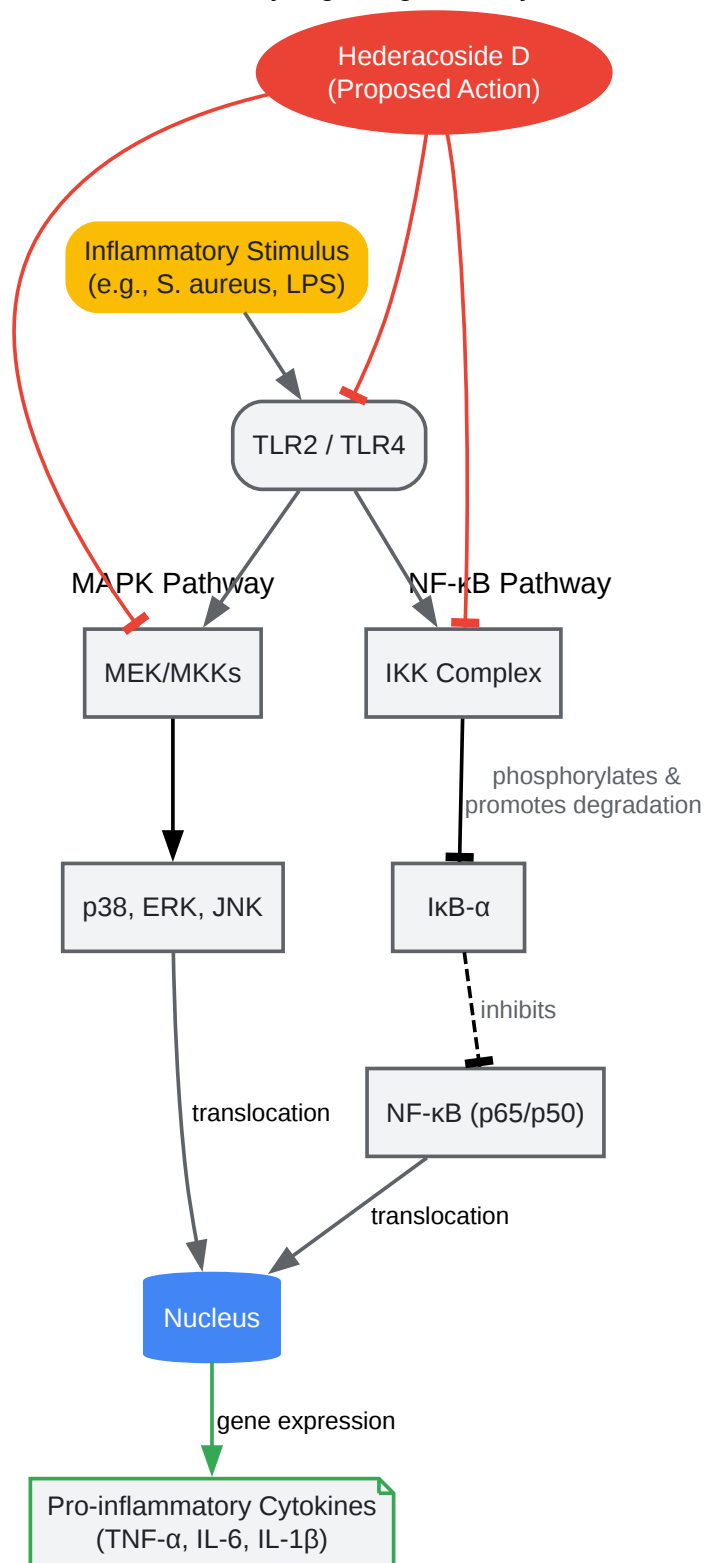 Hederacoside D
(Proposed Action)
Inflammatory Stimulus
(e.g., S. aureus, LPS)
TLR2 / TLR4
MAPK Pathway
NF-κB Pathway
MEK/MKKs
IKK Complex
phosphorylates &
promotes degradation
p38, ERK, JNK
IκB-α
inhibits
NF-κB (p65/p50)
translocation
translocation
Nucleus
gene expression
Pro-inflammatory Cytokines
(TNF-α, IL-6, IL-1β)